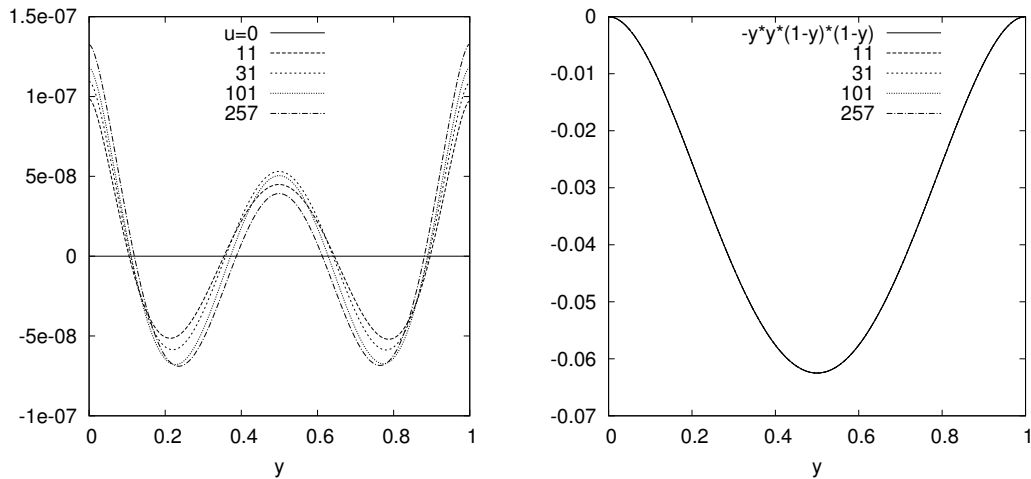 1.5e-07
1e-07
5e-08
0
-5e-08
-1e-07
u=0
11
31
101
257
0 0.2 0.4 0.6 0.8 1
y
0
-0.01
-0.02
-0.03
-0.04
-0.05
-0.06
-0.07
-y*y*(1-y)*(1-y)
11
31
101
257
0 0.2 0.4 0.6 0.8 1
y